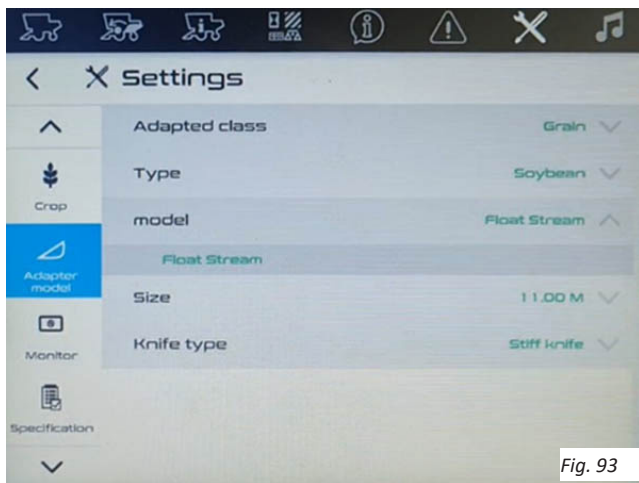 Settings
Adapted class Grain
Type Soybean
Crop
model Float Stream
Float Stream
Adapter
model
Size 11.00 M
Knife type Stiff knife
Monitor
Specification
Fig. 93